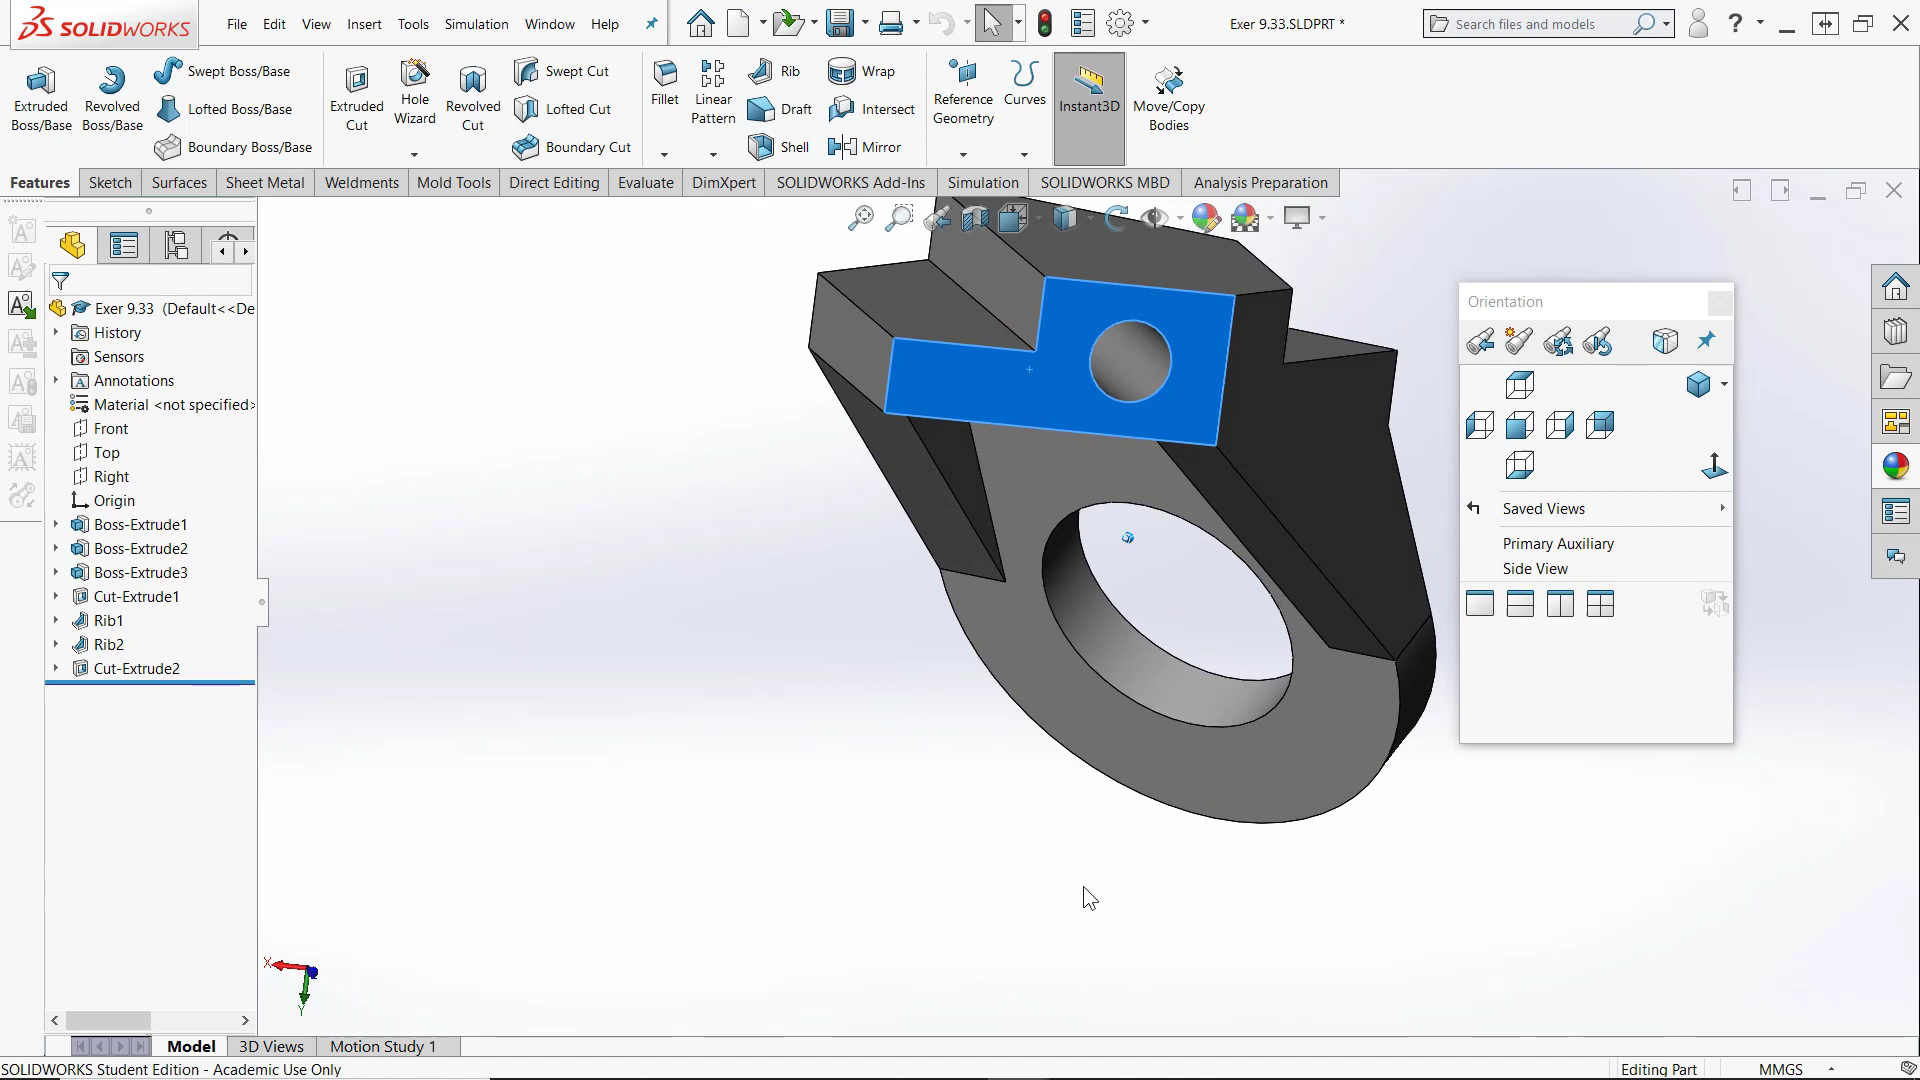 SOLIDWORKS File Edit View Insert Tools Simulation Window Help Exer 9.33.SLDPRT * Search files and models ?
Extruded Boss/Base
Revolved Boss/Base
Swept Boss/Base
Lofted Boss/Base
Boundary Boss/Base
Extruded Cut
Hole Wizard
Revolved Cut
Swept Cut
Lofted Cut
Boundary Cut
Fillet
Linear Pattern
Rib
Draft
Shell
Wrap
Intersect
Mirror
Reference Geometry
Curves
Instant3D
Move/Copy Bodies
Features Sketch Surfaces Sheet Metal Weldments Mold Tools Direct Editing Evaluate DimXpert SOLIDWORKS Add-Ins Simulation SOLIDWORKS MBD Analysis Preparation
Exer 9.33 (Default<<De
History
Sensors
Annotations
Material <not specified>
Front
Top
Right
Origin
Boss-Extrude1
Boss-Extrude2
Boss-Extrude3
Cut-Extrude1
Rib1
Rib2
Cut-Extrude2
Orientation
Saved Views
Primary Auxiliary
Side View
X
Y
Model 3D Views Motion Study 1
SOLIDWORKS Student Edition - Academic Use Only Editing Part MMGS